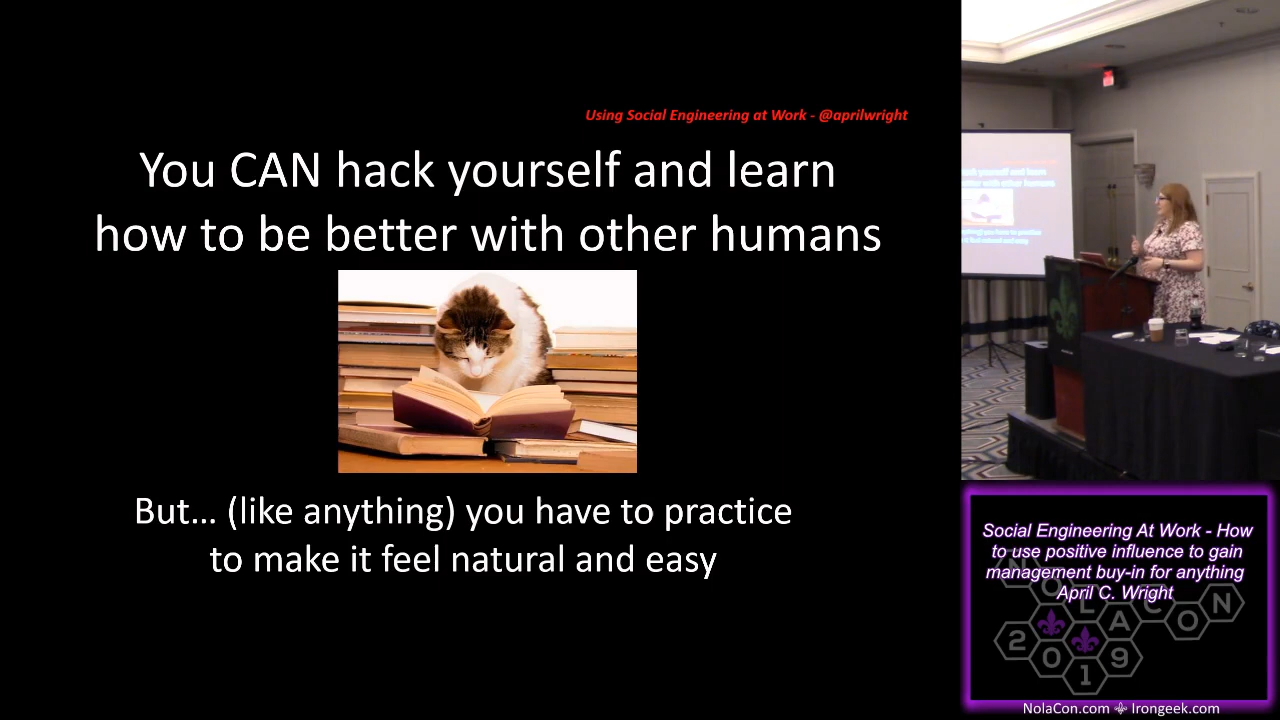 Using Social Engineering at Work - @aprilwright
You CAN hack yourself and learn
how to be better with other humans
But... (like anything) you have to practice
to make it feel natural and easy
Social Engineering At Work - How
to use positive influence to gain
management buy-in for anything
April C. Wright
NOLACON
2019
NolaCon.com Irongeek.com